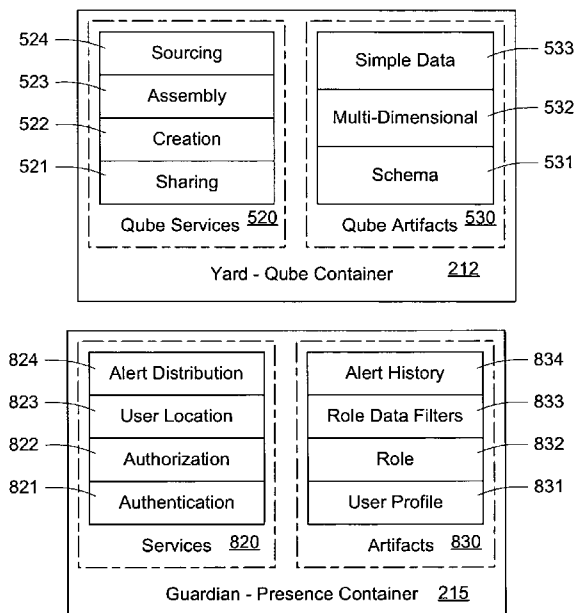 524 Sourcing Simple Data 533
523 Assembly Multi-Dimensional 532
522 Creation Schema 531
521 Sharing
Qube Services 520 Qube Artifacts 530
Yard - Qube Container 212
824 Alert Distribution Alert History 834
823 User Location Role Data Filters 833
822 Authorization Role 832
821 Authentication User Profile 831
Services 820 Artifacts 830
Guardian - Presence Container 215